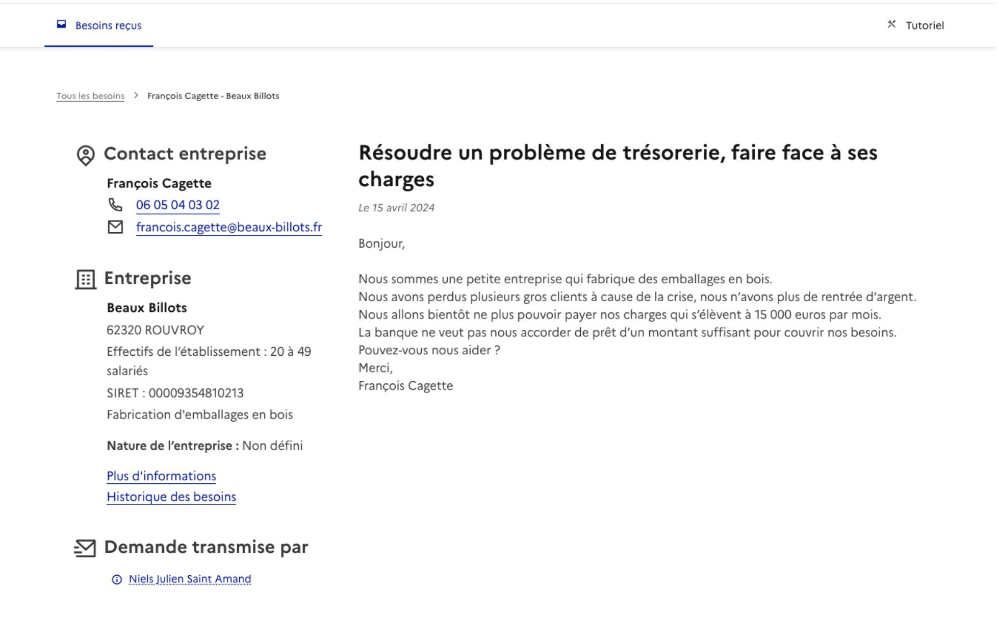 Besoins reçus
Tutoriel
Tous les besoins > François Cagette - Beaux Billots
Contact entreprise
François Cagette
06 05 04 03 02
francois.cagette@beaux-billots.fr
Entreprise
Beaux Billots
62320 ROUVROY
Effectifs de l’établissement : 20 à 49
salariés
SIRET : 00009354810213
Fabrication d'emballages en bois
Nature de l’entreprise : Non défini
Plus d'informations
Historique des besoins
Demande transmise par
Niels Julien Saint Amand
Résoudre un problème de trésorerie, faire face à ses
charges
Le 15 avril 2024
Bonjour,
Nous sommes une petite entreprise qui fabrique des emballages en bois.
Nous avons perdus plusieurs gros clients à cause de la crise, nous n’avons plus de rentrée d’argent.
Nous allons bientôt ne plus pouvoir payer nos charges qui s’élèvent à 15 000 euros par mois.
La banque ne veut pas nous accorder de prêt d’un montant suffisant pour couvrir nos besoins.
Pouvez-vous nous aider ?
Merci,
François Cagette